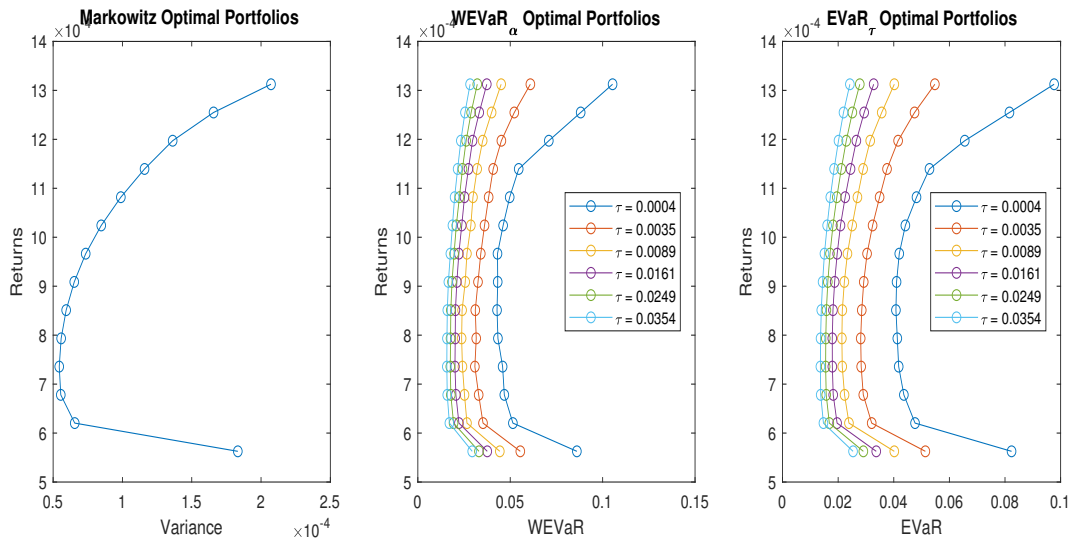 Markowitz Optimal Portfolios
×10⁻⁴
14
13
12
11
10
9
8
7
6
5
Returns
0.5
1
1.5
2
2.5
Variance
×10⁻⁴
WEVaR_α Optimal Portfolios
×10⁻⁴
14
13
12
11
10
9
8
7
6
5
Returns
0
0.05
0.1
0.15
WEVaR
τ = 0.0004
τ = 0.0035
τ = 0.0089
τ = 0.0161
τ = 0.0249
τ = 0.0354
EVaR_τ Optimal Portfolios
×10⁻⁴
14
13
12
11
10
9
8
7
6
5
Returns
0
0.02
0.04
0.06
0.08
0.1
EVaR
τ = 0.0004
τ = 0.0035
τ = 0.0089
τ = 0.0161
τ = 0.0249
τ = 0.0354